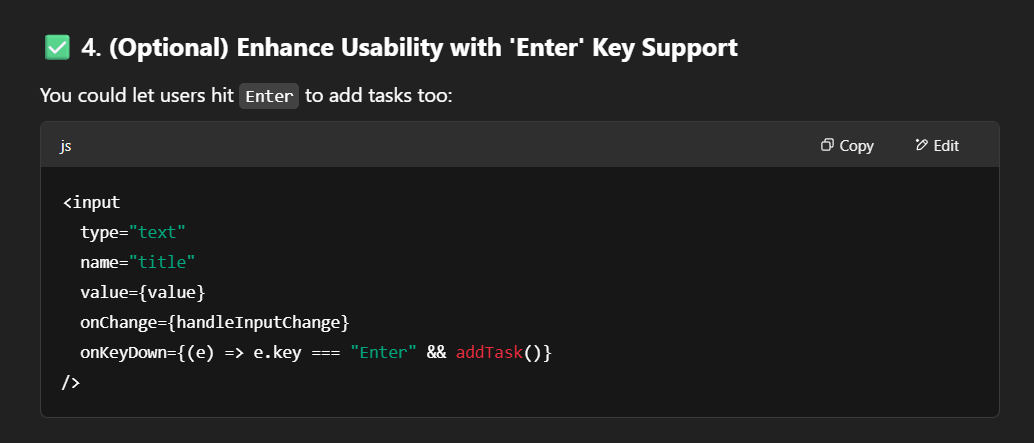 ✅ 4. (Optional) Enhance Usability with 'Enter' Key Support
You could let users hit Enter to add tasks too:
js Copy Edit
<input
  type="text"
  name="title"
  value={value}
  onChange={handleInputChange}
  onKeyDown={(e) => e.key === "Enter" && addTask()}
/>